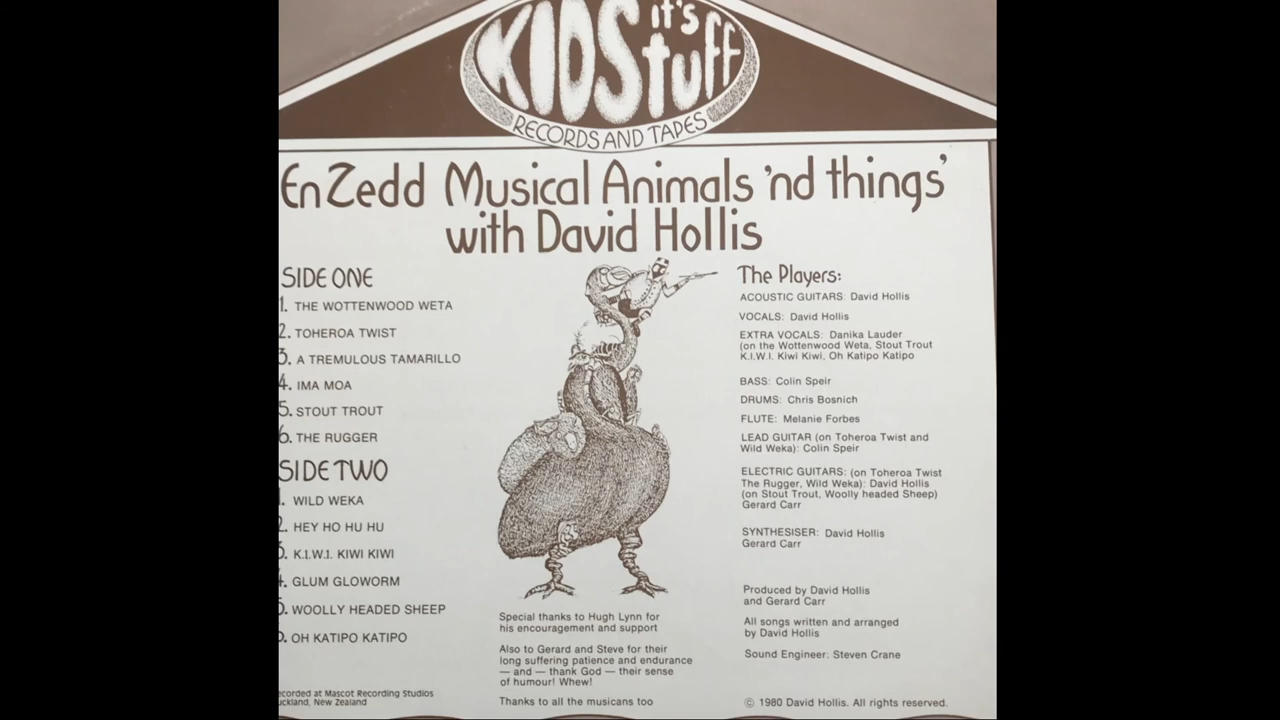 KIDS it's stuff
RECORDS AND TAPES
En Zedd Musical Animals 'nd things'
with David Hollis
SIDE ONE
1. THE WOTTENWOOD WETA
2. TOHEROA TWIST
3. A TREMULOUS TAMARILLO
4. IMA MOA
5. STOUT TROUT
6. THE RUGGER
SIDE TWO
1. WILD WEKA
2. HEY HO HU HU
3. K.I.W.I. KIWI KIWI
4. GLUM GLOWORM
5. WOOLLY HEADED SHEEP
6. OH KATIPO KATIPO
ecorded at Mascot Recording Studios
uckland, New Zealand
Special thanks to Hugh Lynn for
his encouragement and support
Also to Gerard and Steve for their
long suffering patience and endurance
— and — thank God — their sense
of humour! Whew!
Thanks to all the musicans too
The Players:
ACOUSTIC GUITARS: David Hollis
VOCALS: David Hollis
EXTRA VOCALS: Danika Lauder
(on the Wottenwood Weta, Stout Trout
K.I.W.I. Kiwi Kiwi, Oh Katipo Katipo
BASS: Colin Speir
DRUMS: Chris Bosnich
FLUTE: Melanie Forbes
LEAD GUITAR (on Toheroa Twist and
Wild Weka): Colin Speir
ELECTRIC GUITARS: (on Toheroa Twist
The Rugger, Wild Weka): David Hollis
(on Stout Trout, Woolly headed Sheep)
Gerard Carr
SYNTHESISER: David Hollis
Gerard Carr
Produced by David Hollis
and Gerard Carr
All songs written and arranged
by David Hollis
Sound Engineer: Steven Crane
© 1980 David Hollis. All rights reserved.